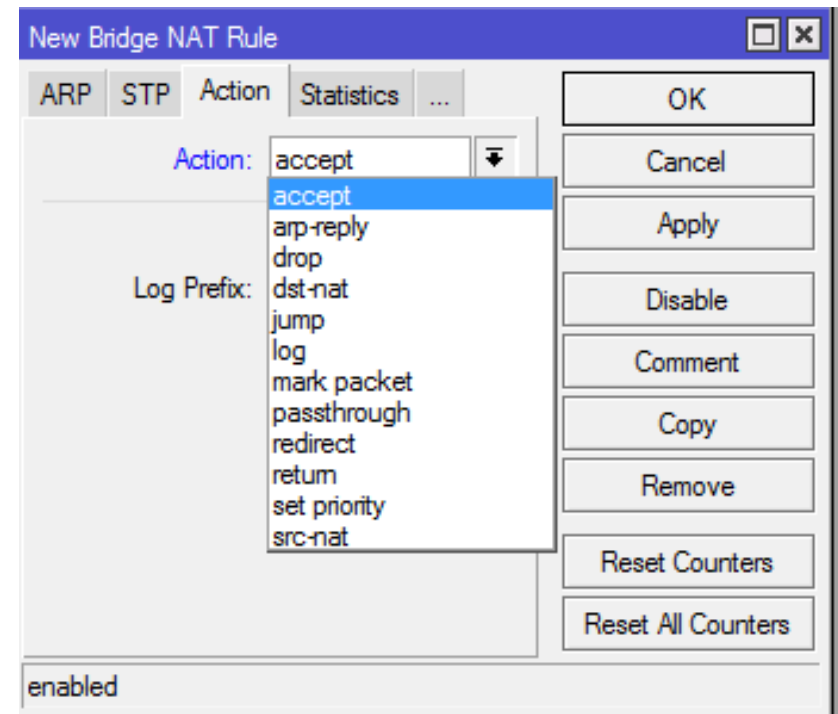 New Bridge NAT Rule
ARP STP Action Statistics ...
Action: accept
accept
arp-reply
drop
Log Prefix: dst-nat
jump
log
mark packet
passthrough
redirect
return
set priority
src-nat
OK
Cancel
Apply
Disable
Comment
Copy
Remove
Reset Counters
Reset All Counters
enabled